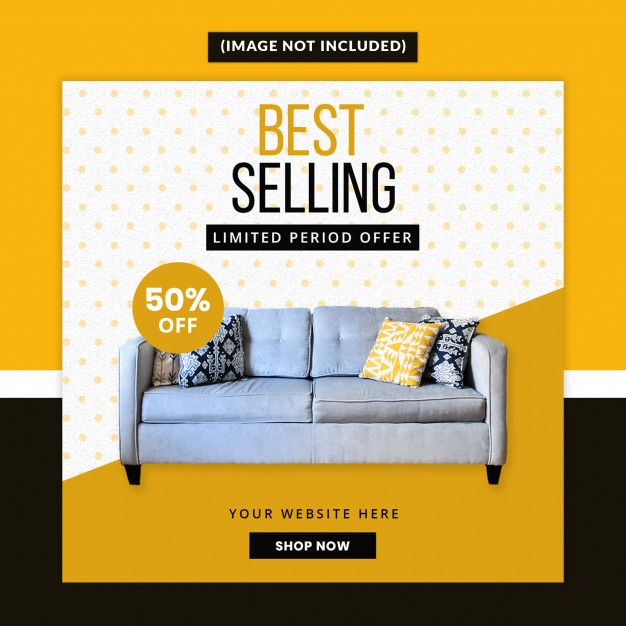 (IMAGE NOT INCLUDED)
BEST
SELLING
LIMITED PERIOD OFFER
50%
OFF
YOUR WEBSITE HERE
SHOP NOW